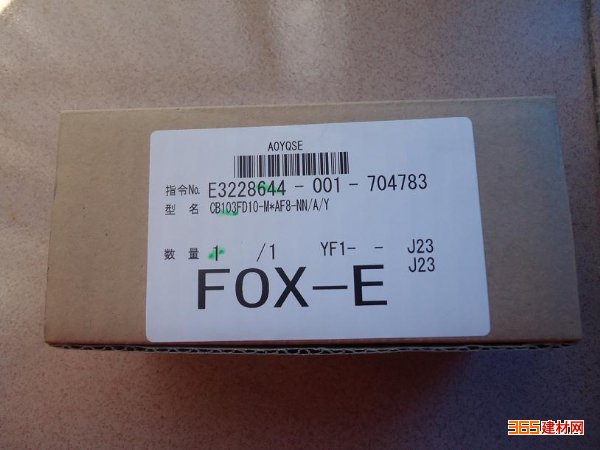 A0YQSE
指令No. E3228644-001-704783
型 名 CB103FD10-M*AF8-NN/A/Y
数 量 1 /1 YF1- - J23
J23
FOX-E
365建材网